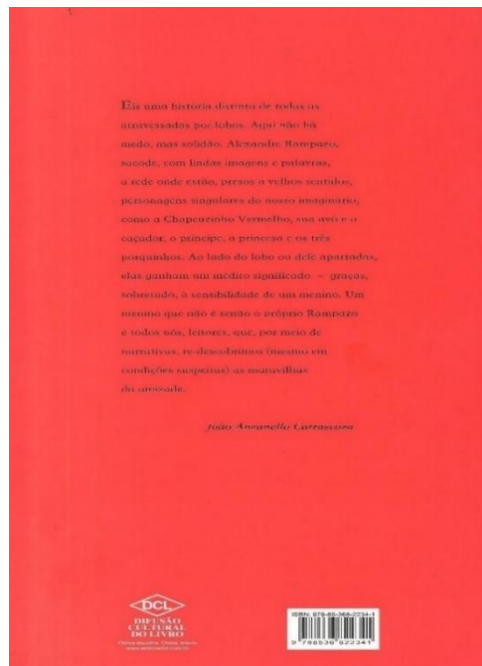 Eis uma história distinta de todas as
atravessadas por lobos. Aqui não há
medo, mas solidão. Alexandre Rampazo,
sacode, com lindas imagens e palavras,
a rede onde estão, presos a velhos sentidos,
personagens singulares do nosso imaginário,
como a Chapeuzinho Vermelho, sua avó e o
caçador, o príncipe, a princesa e os três
porquinhos. Ao lado do lobo ou dele apartados,
elas ganham um inédito significado – graças,
sobretudo, à sensibilidade de um menino. Um
menino que não é senão o próprio Rampazo
e todos nós, leitores, que, por meio de
narrativas, re-descobrimos (mesmo em
condições suspeitas) as maravilhas
da amizade.
João Anzanello Carrascoza
DCL
DIFUSÃO
CULTURAL
DO LIVRO
ISBN: 978-85-368-2234-1
9 788536 822341